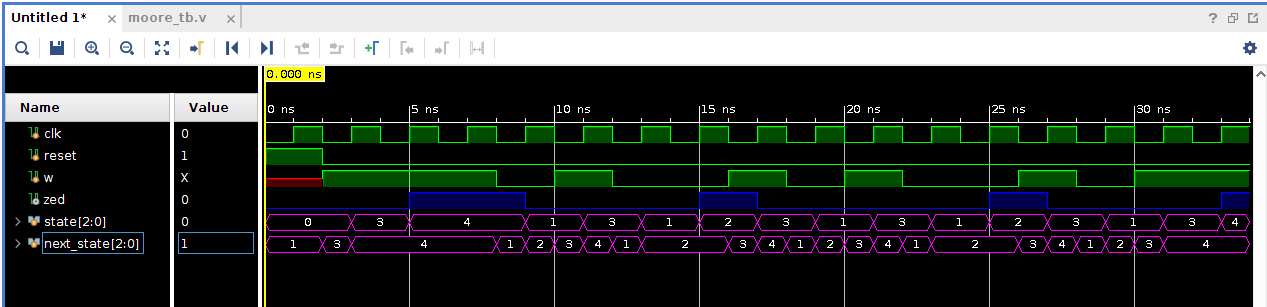 Untitled 1* × moore_tb.v ×
?
0.000 ns
Name Value
0 ns 5 ns 10 ns 15 ns 20 ns 25 ns 30 ns
clk 0
reset 1
w X
zed 0
state[2:0] 0 0 3 4 1 3 1 2 3 1 3 1 2 3 1 3 4
next_state[2:0] 1 1 3 4 1 2 3 4 1 2 3 4 1 2 3 4 1 2 3 4 1 2 3 4